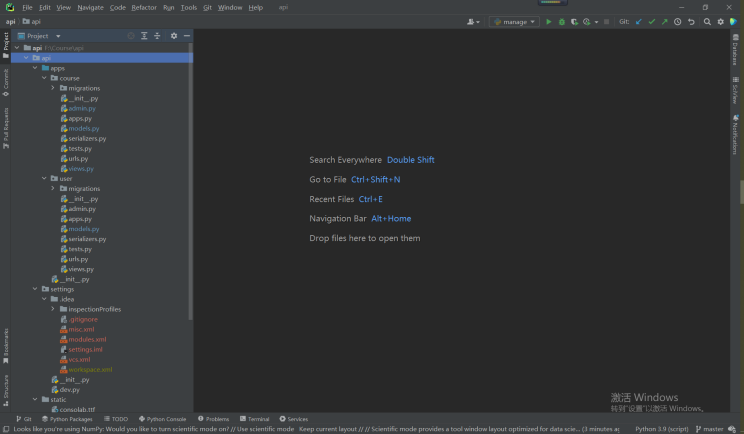 File Edit View Navigate Code Refactor Run Tools Git Window Help api
api api
manage
Git:
Project
api F:\Course\api
api
apps
course
migrations
__init__.py
admin.py
apps.py
models.py
serializers.py
tests.py
urls.py
views.py
user
migrations
__init__.py
admin.py
apps.py
models.py
serializers.py
tests.py
urls.py
views.py
__init__.py
settings
.idea
inspectionProfiles
.gitignore
misc.xml
modules.xml
settings.iml
vcs.xml
workspace.xml
__init__.py
dev.py
static
consolab.ttf
Project
Commit
Pull Requests
Bookmarks
Structure
Search Everywhere Double Shift
Go to File Ctrl+Shift+N
Recent Files Ctrl+E
Navigation Bar Alt+Home
Drop files here to open them
Database
SciView
Notifications
激活 Windows
转到"设置"以激活 Windows。
Git Python Packages TODO Python Console Problems Terminal Services
Looks like you're using NumPy: Would you like to turn scientific mode on? // Use scientific mode Keep current layout // // Scientific mode provides a tool window layout optimized for data scie... (3 minutes ag Python 3.9 (script) master